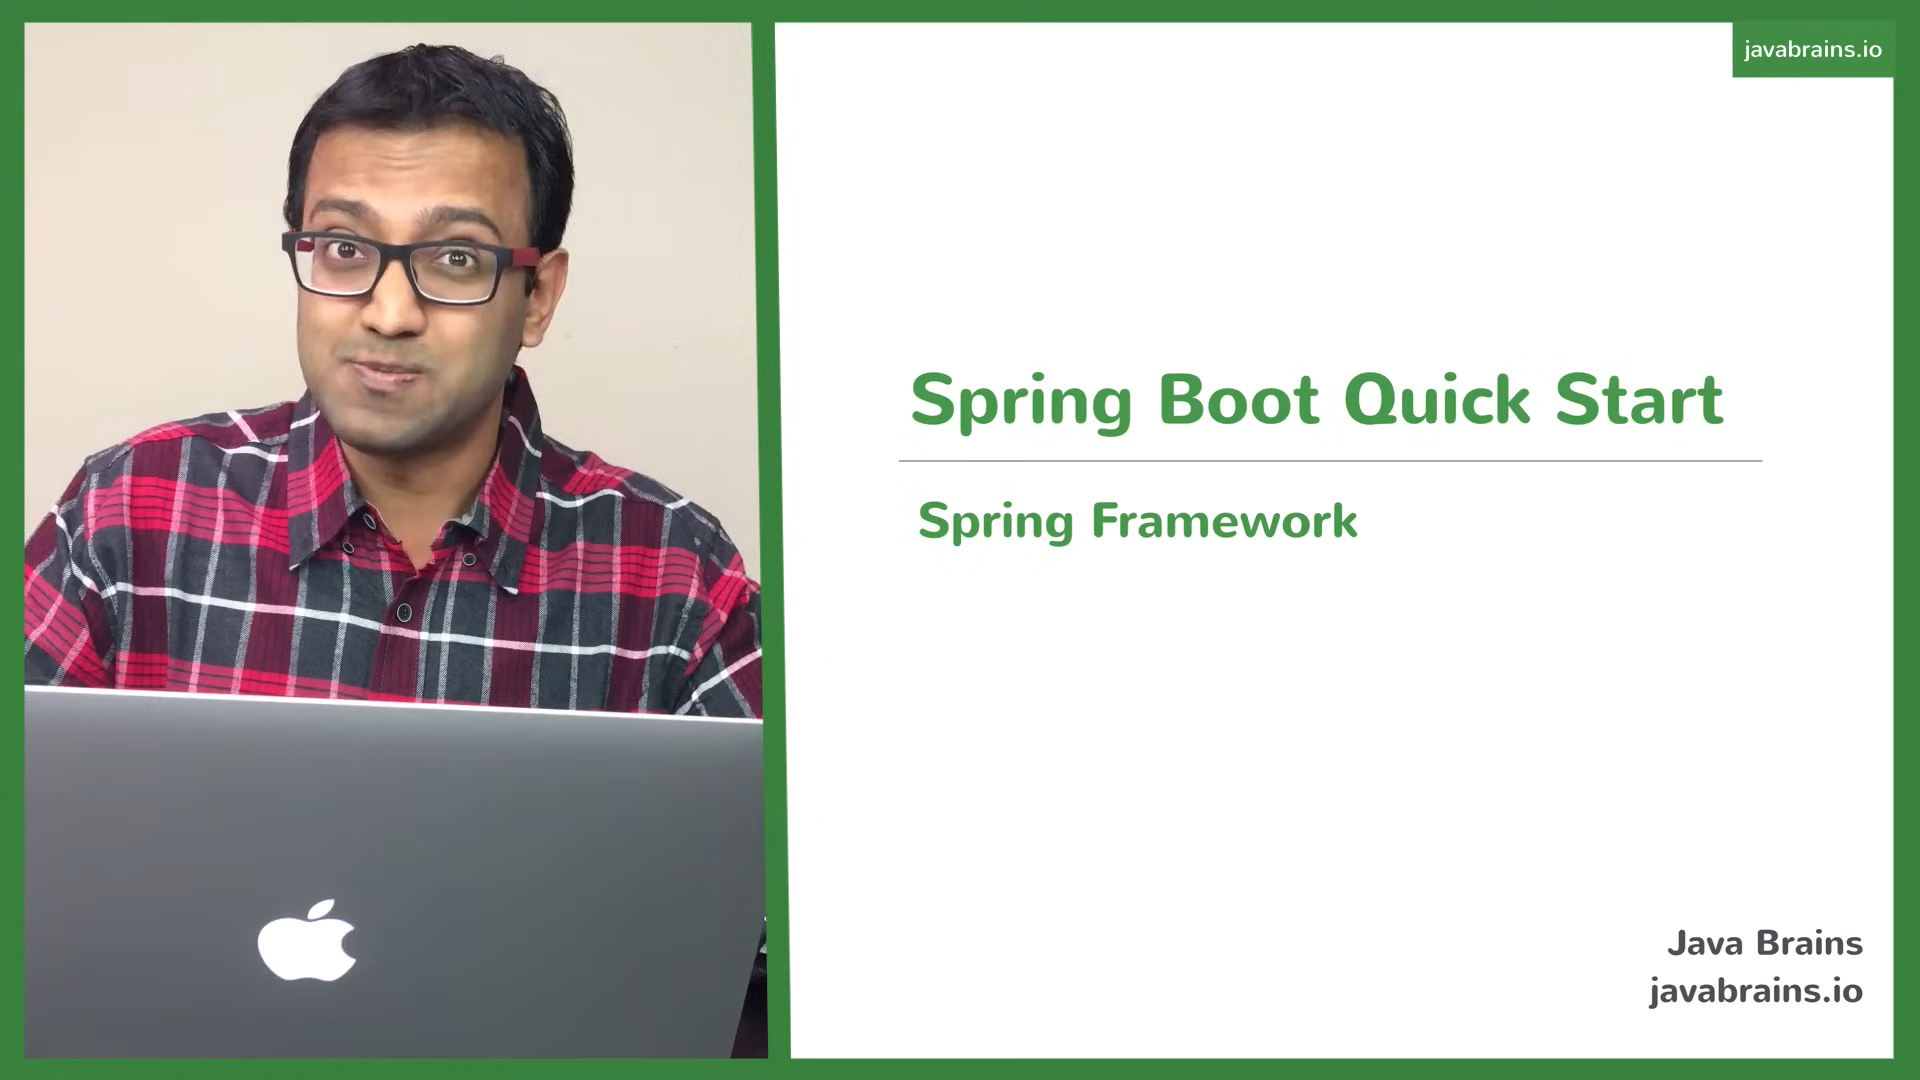 javabrains.io
Spring Boot Quick Start
Spring Framework
Java Brains
javabrains.io